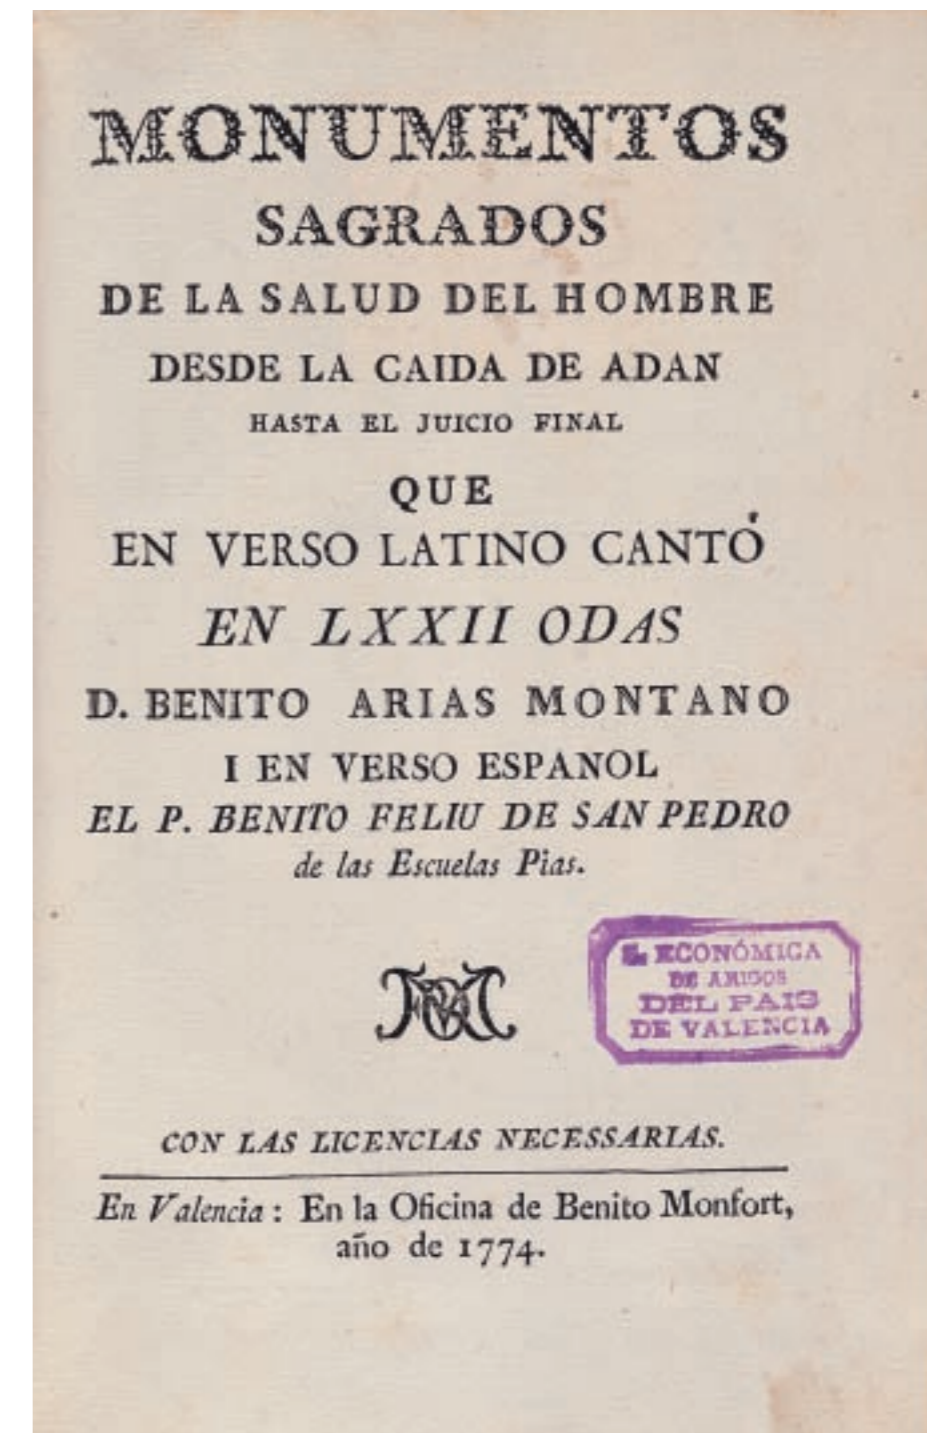 MONUMENTOS
SAGRADOS
DE LA SALUD DEL HOMBRE
DESDE LA CAIDA DE ADAN
HASTA EL JUICIO FINAL
QUE
EN VERSO LATINO CANTÓ
EN LXXII ODAS
D. BENITO ARIAS MONTANO
I EN VERSO ESPANOL
EL P. BENITO FELIU DE SAN PEDRO
de las Escuelas Pias.
S. ECONÓMICA
DE AMIGOS
DEL PAIS
DE VALENCIA
CON LAS LICENCIAS NECESSARIAS.
En Valencia: En la Oficina de Benito Monfort,
año de 1774.